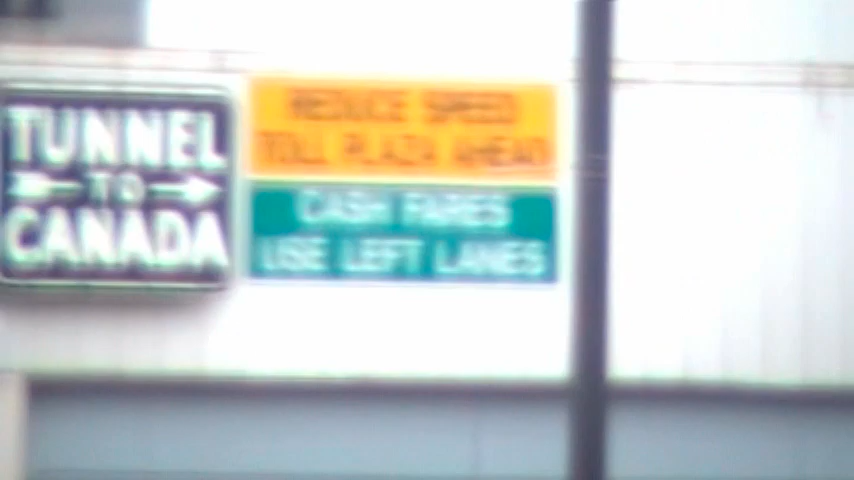 TUNNEL
TO
CANADA
REDUCE SPEED
TOLL PLAZA AHEAD
CASH FARES
USE LEFT LANES